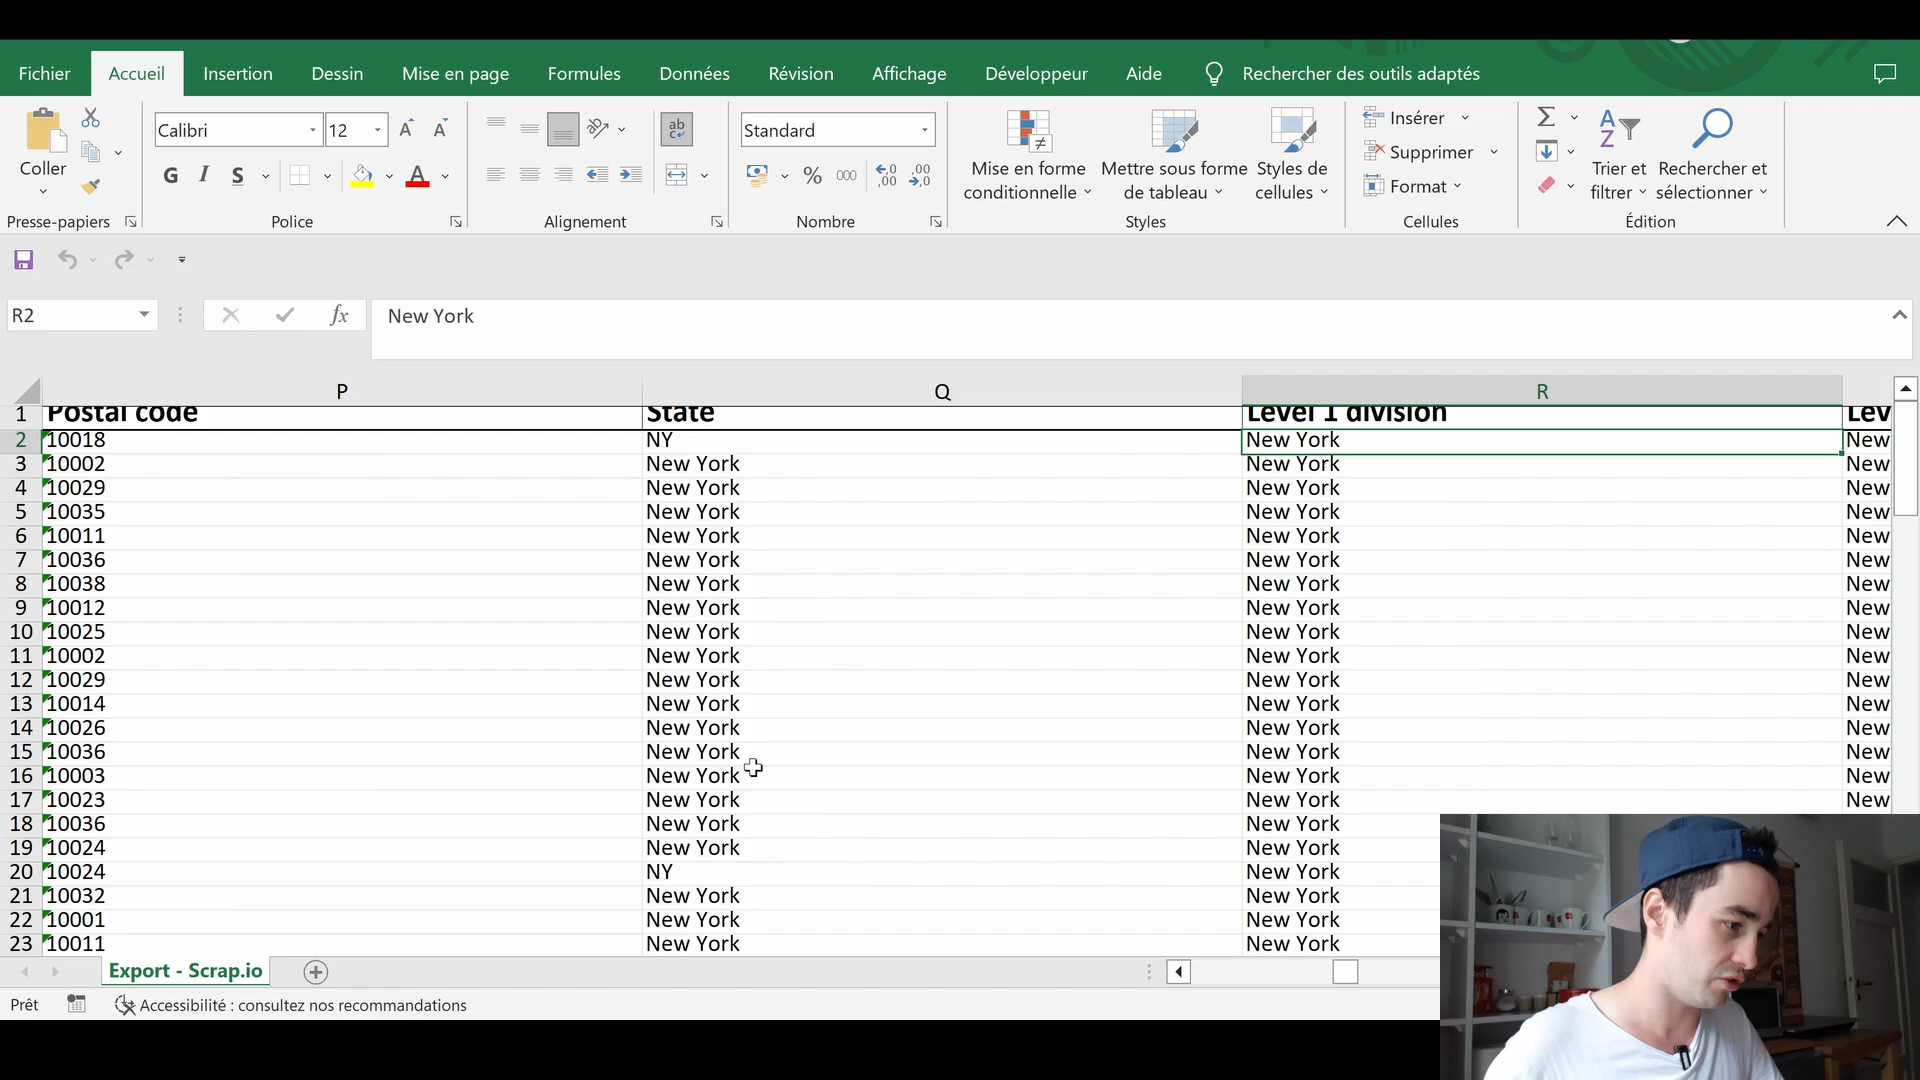 Fichier Accueil Insertion Dessin Mise en page Formules Données Révision Affichage Développeur Aide Rechercher des outils adaptés
Coller
Presse-papiers
Calibri 12
G I S
Police
ab
Alignement
Standard
% 000
Nombre
Mise en forme
conditionnelle
Mettre sous forme
de tableau
Styles de
cellules
Styles
Insérer
Supprimer
Format
Cellules
Trier et
filtrer
Rechercher et
sélectionner
Édition
R2 fx New York
P Q R
1 Postal code State Level 1 division Lev
2 10018 NY New York New
3 10002 New York New York New
4 10029 New York New York New
5 10035 New York New York New
6 10011 New York New York New
7 10036 New York New York New
8 10038 New York New York New
9 10012 New York New York New
10 10025 New York New York New
11 10002 New York New York New
12 10029 New York New York New
13 10014 New York New York New
14 10026 New York New York New
15 10036 New York New York New
16 10003 New York New York New
17 10023 New York New York New
18 10036 New York New York
19 10024 New York New York
20 10024 NY New York
21 10032 New York New York
22 10001 New York New York
23 10011 New York New York
Export - Scrap.io
Prêt Accessibilité : consultez nos recommandations